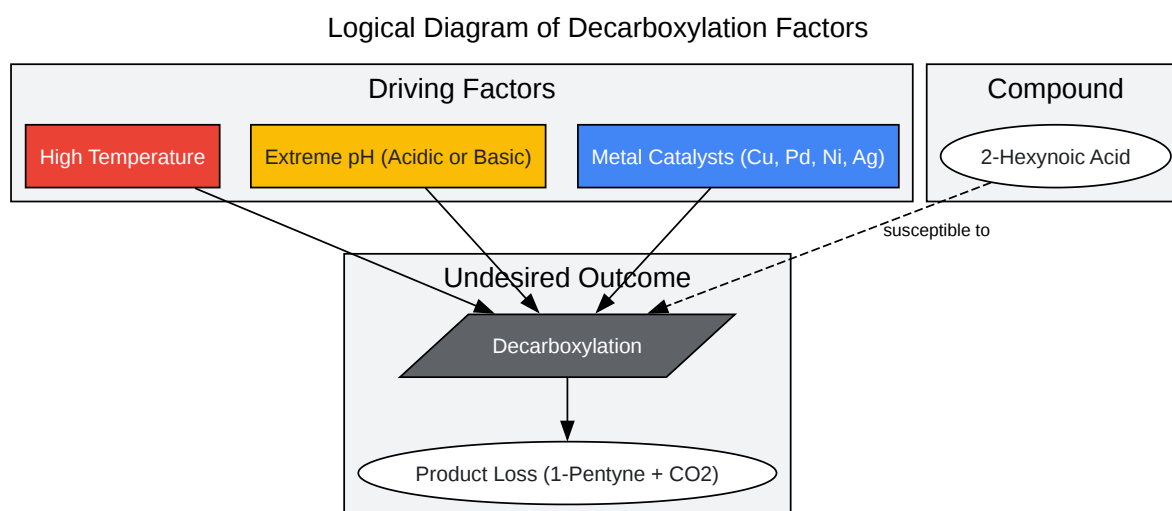 Logical Diagram of Decarboxylation Factors
Driving Factors
Compound
High Temperature
Extreme pH (Acidic or Basic)
Metal Catalysts (Cu, Pd, Ni, Ag)
2-Hexynoic Acid
susceptible to
Undesired Outcome
Decarboxylation
Product Loss (1-Pentyne + CO2)